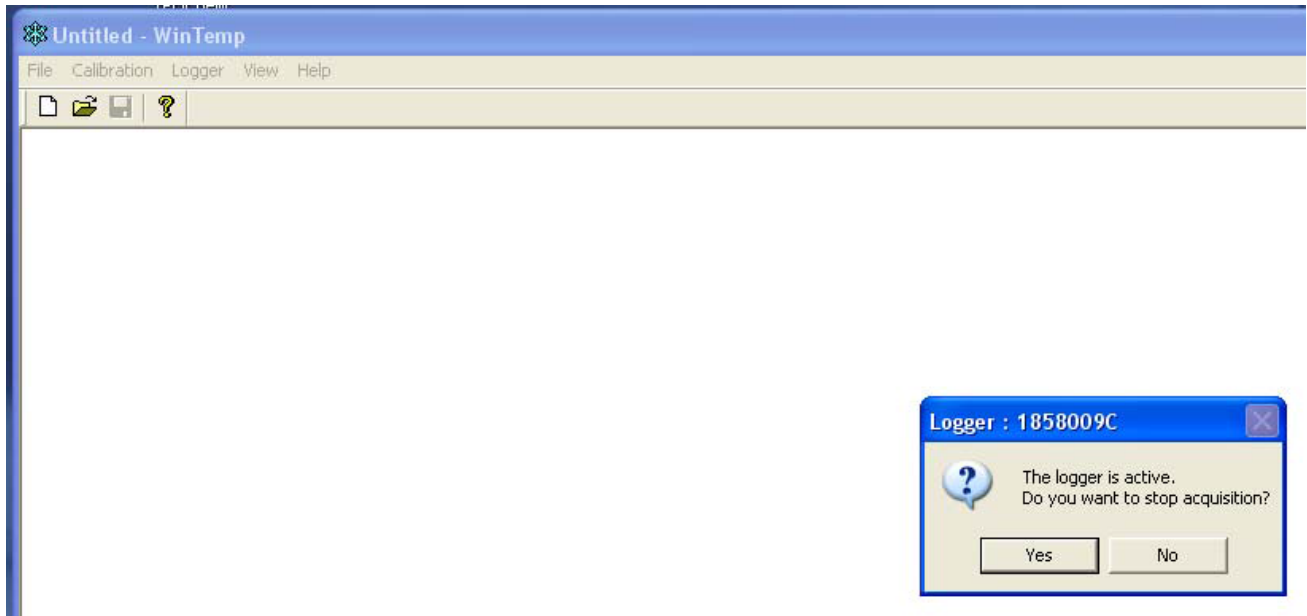 Untitled - WinTemp
File Calibration Logger View Help
Logger : 1858009C
The logger is active.
Do you want to stop acquisition?
Yes No